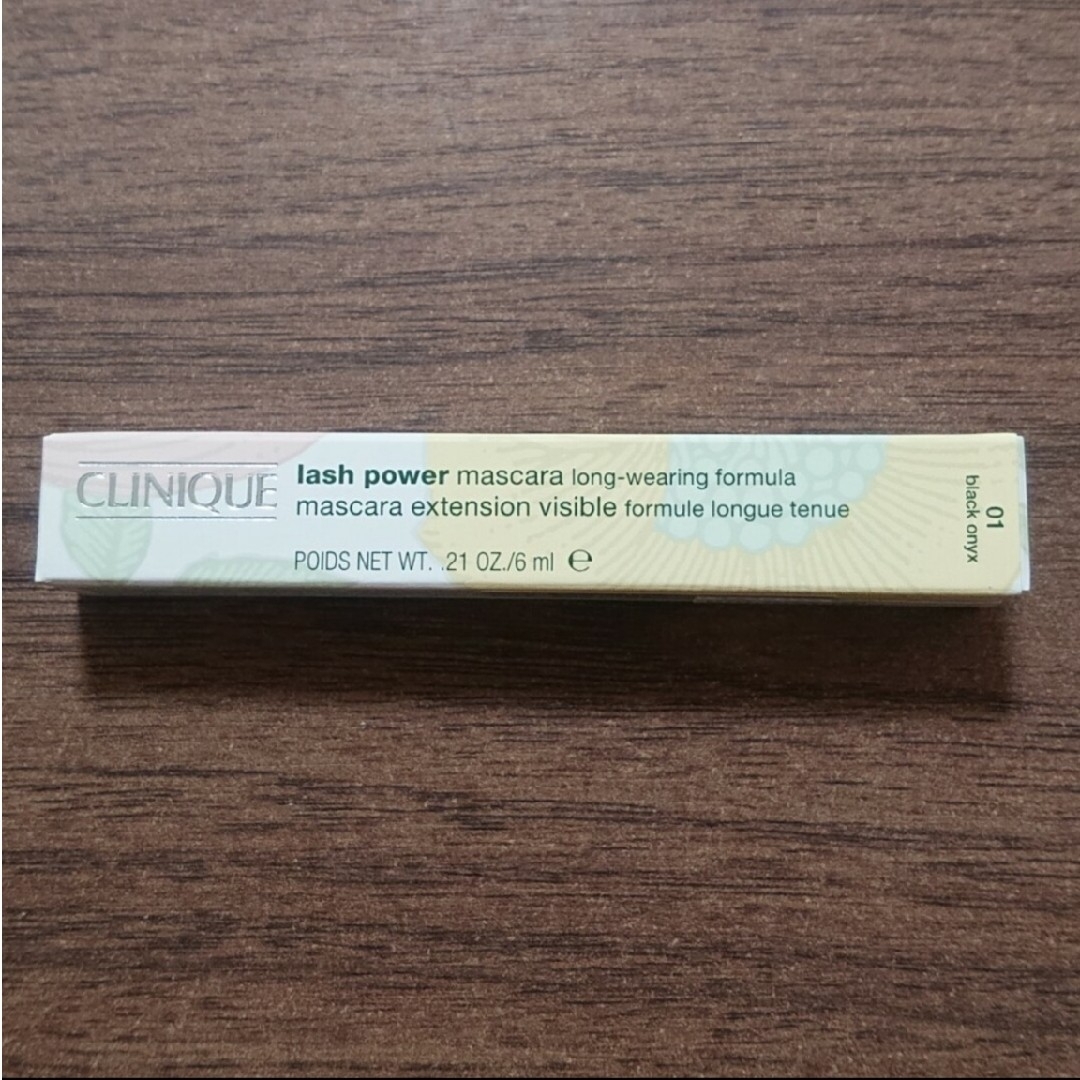 CLINIQUE
lash power mascara long-wearing formula
mascara extension visible formule longue tenue
POIDS NET WT. .21 OZ./6 ml ℮
01
black onyx